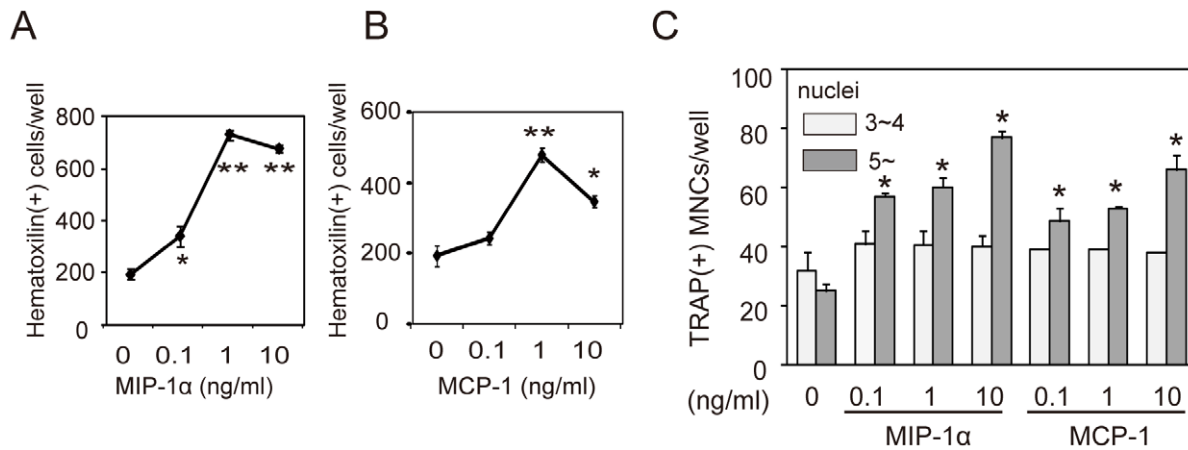 A
Hematoxilin(+) cells/well
800
600
400
200
0
*
**
**
0 0.1 1 10
MIP-1α (ng/ml)
B
Hematoxilin(+) cells/well
600
400
200
0
**
*
0 0.1 1 10
MCP-1 (ng/ml)
C
TRAP(+) MNCs/well
100
80
60
40
20
0
nuclei
3~4
5~
* * * * * *
(ng/ml) 0 0.1 1 10 0.1 1 10
MIP-1α MCP-1